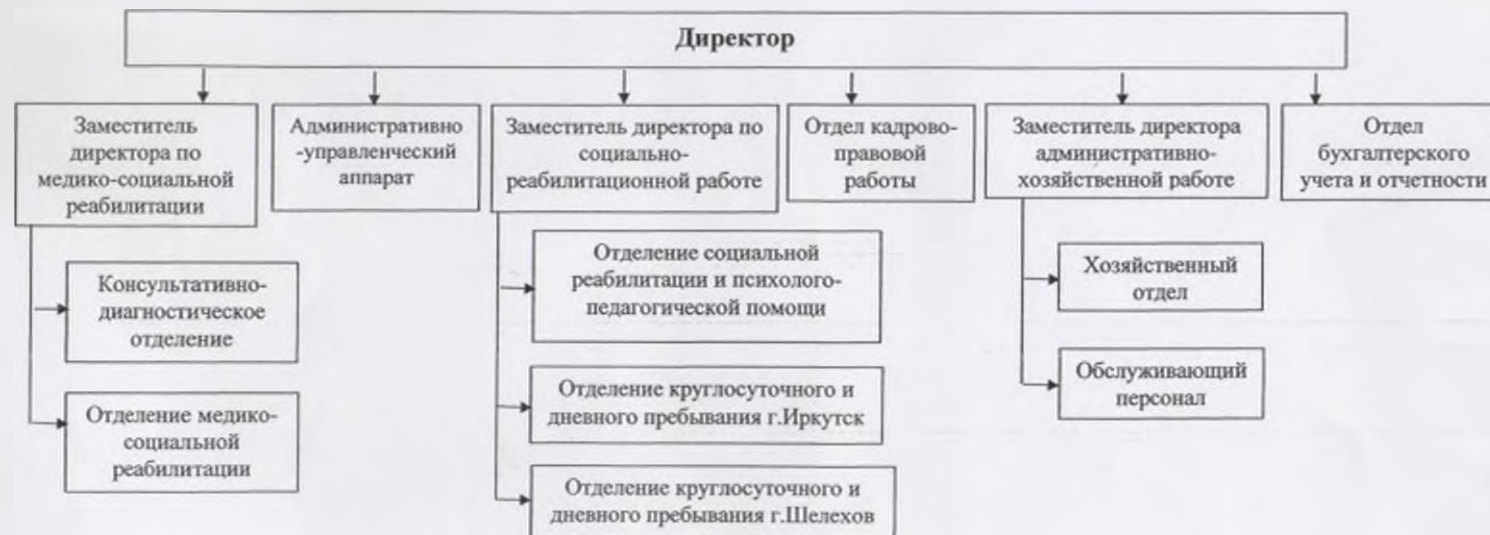 Директор
Заместитель
директора по
медико-социальной
реабилитации
Административно
-управленческий
аппарат
Заместитель директора по
социально-
реабилитационной работе
Отдел кадрово-
правовой
работы
Заместитель директора
административно-
хозяйственной работе
Отдел
бухгалтерского
учета и отчетности
Консультативно-
диагностическое
отделение
Отделение медико-
социальной
реабилитации
Отделение социальной
реабилитации и психолого-
педагогической помощи
Отделение круглосуточного и
дневного пребывания г.Иркутск
Отделение круглосуточного и
дневного пребывания г.Шелехов
Хозяйственный
отдел
Обслуживающий
персонал